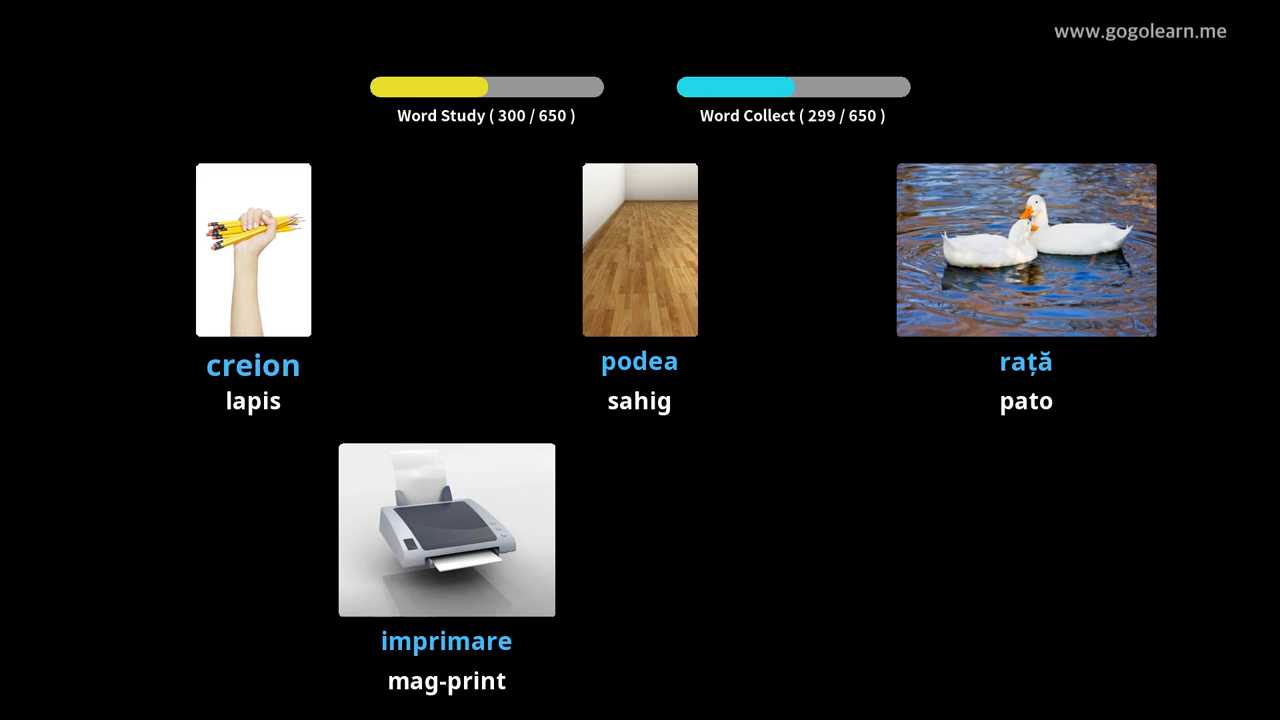 www.gogolearn.me
Word Study ( 300 / 650 )
Word Collect ( 299 / 650 )
creion
lapis
podea
sahig
rață
pato
imprimare
mag-print